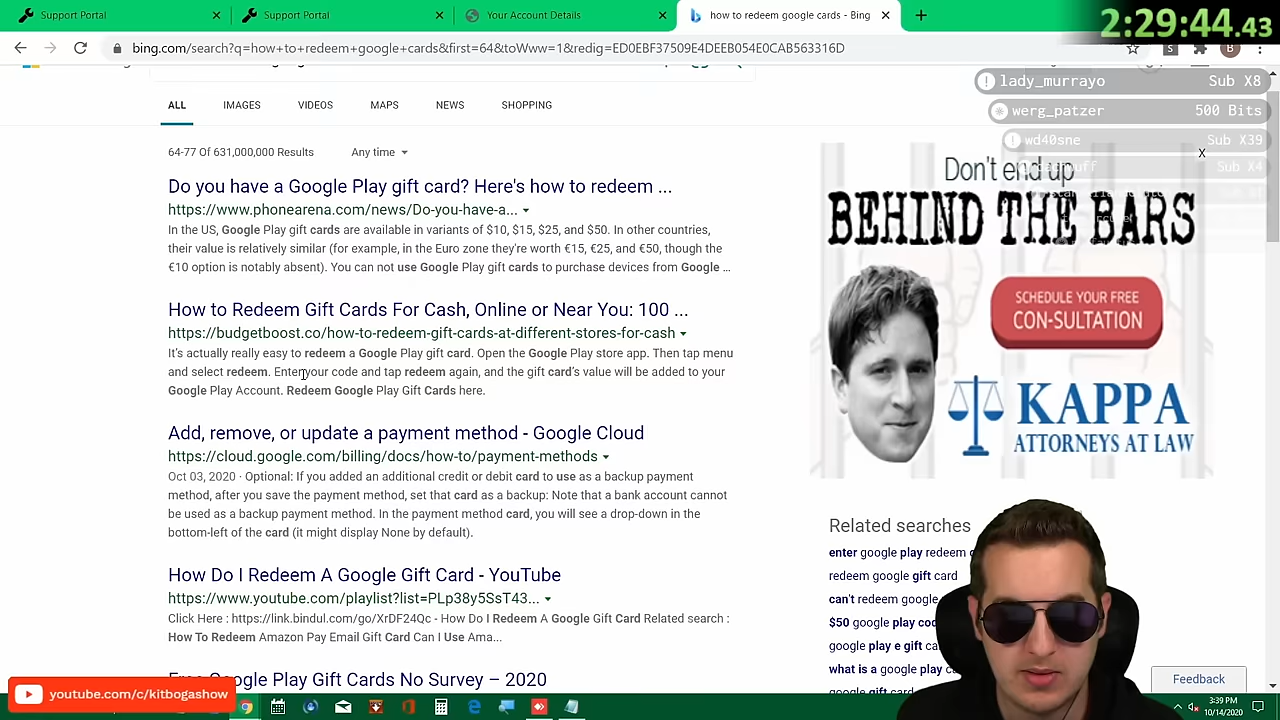 Support Portal
Support Portal
Your Account Details
how to redeem google cards - Bing
2:29:44.43
bing.com/search?q=how+to+redeem+google+cards&first=64&toWww=1&redig=ED0EBF37509E4DEEB054E0CAB563316D
lady_murrayo Sub X8
werg_patzer 500 Bits
wd40sne Sub X39
Sub X4
ALL IMAGES VIDEOS MAPS NEWS SHOPPING
64-77 Of 631,000,000 Results Any time
Do you have a Google Play gift card? Here's how to redeem ...
https://www.phonearena.com/news/Do-you-have-a...
In the US, Google Play gift cards are available in variants of $10, $15, $25, and $50. In other countries,
their value is relatively similar (for example, in the Euro zone they're worth €15, €25, and €50, though the
€10 option is notably absent). You can not use Google Play gift cards to purchase devices from Google ...
How to Redeem Gift Cards For Cash, Online or Near You: 100 ...
https://budgetboost.co/how-to-redeem-gift-cards-at-different-stores-for-cash
It's actually really easy to redeem a Google Play gift card. Open the Google Play store app. Then tap menu
and select redeem. Enter your code and tap redeem again, and the gift card's value will be added to your
Google Play Account. Redeem Google Play Gift Cards here.
Add, remove, or update a payment method - Google Cloud
https://cloud.google.com/billing/docs/how-to/payment-methods
Oct 03, 2020 · Optional: If you added an additional credit or debit card to use as a backup payment
method, after you save the payment method, set that card as a backup: Note that a bank account cannot
be used as a backup payment method. In the payment method card, you will see a drop-down in the
bottom-left of the card (it might display None by default).
How Do I Redeem A Google Gift Card - YouTube
https://www.youtube.com/playlist?list=PLp38y5SsT43...
Click Here : https://link.bindul.com/go/XrDF24Qc - How Do I Redeem A Google Gift Card Related search :
How To Redeem Amazon Pay Email Gift Card Can I Use Ama...
Free Google Play Gift Cards No Survey – 2020
X
Don't end up
BEHIND THE BARS
SCHEDULE YOUR FREE
CON-SULTATION
KAPPA
ATTORNEYS AT LAW
Related searches
enter google play redeem
redeem google gift card
can't redeem google
$50 google play
google play e gift
what is a google play
google gift card
Feedback
youtube.com/c/kitbogashow
3:39 PM
10/14/2020